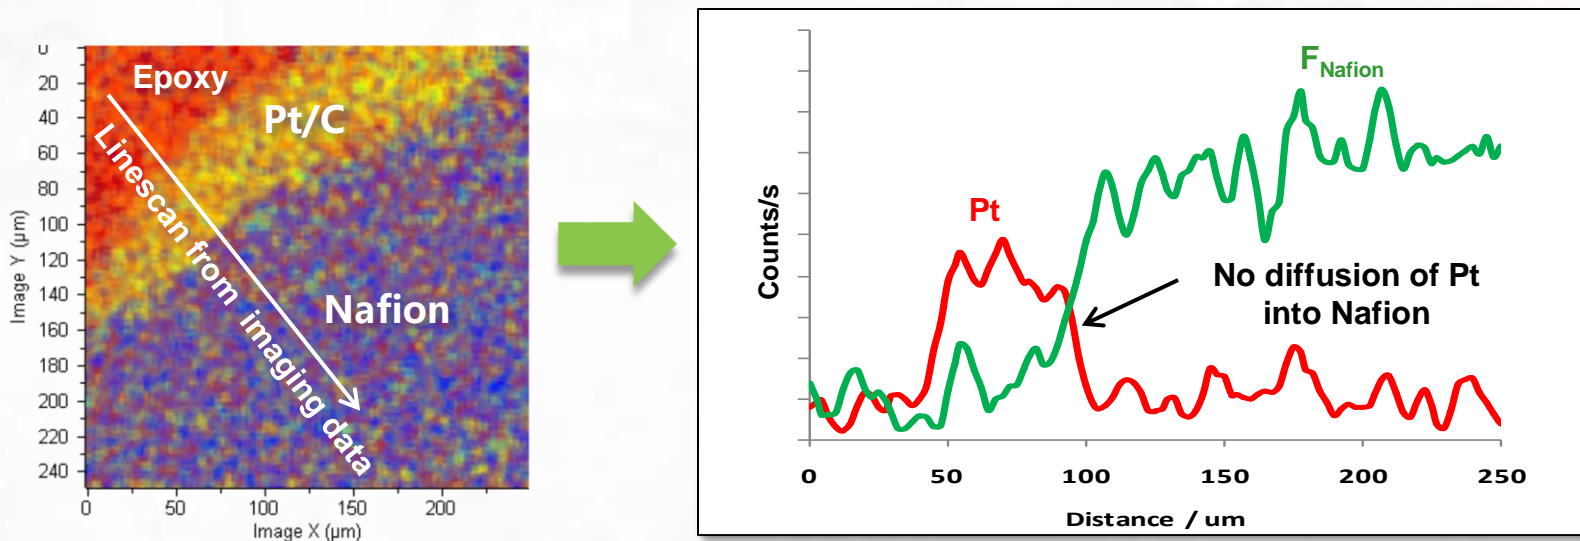 0
20
40
60
80
100
120
140
160
180
200
220
240
Image Y (µm)
Epoxy
Pt/C
Linescan from imaging data
Nafion
0
50
100
150
200
Image X (µm)
Counts/s
F Nafion
Pt
No diffusion of Pt
into Nafion
0
50
100
150
200
250
Distance / um